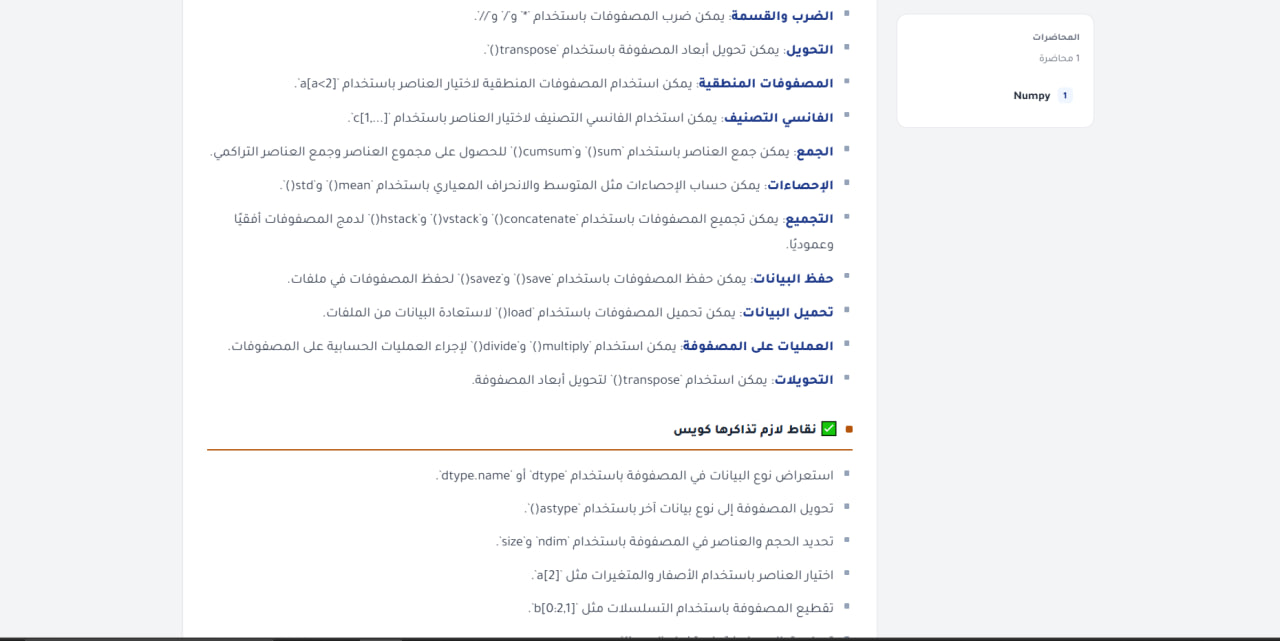 الضرب والقسمة: يمكن ضرب المصفوفات باستخدام `*` و`/` و`//`.
التحويل: يمكن تحويل أبعاد المصفوفة باستخدام `transpose()`.
المصفوفات المنطقية: يمكن استخدام المصفوفات المنطقية لاختيار العناصر باستخدام `a[a<2]`.
الفانسي التصنيف: يمكن استخدام الفانسي التصنيف لاختيار العناصر باستخدام `c[1,...]`.
الجمع: يمكن جمع العناصر باستخدام `sum()` و`cumsum()` للحصول على مجموع العناصر وجمع العناصر التراكمي.
الإحصاءات: يمكن حساب الإحصاءات مثل المتوسط والانحراف المعياري باستخدام `mean()` و`std()`.
التجميع: يمكن تجميع المصفوفات باستخدام `concatenate()` و`vstack()` و`hstack()` لدمج المصفوفات أفقيًا
وعموديًا.
حفظ البيانات: يمكن حفظ المصفوفات باستخدام `save()` و`savez()` لحفظ المصفوفات في ملفات.
تحميل البيانات: يمكن تحميل المصفوفات باستخدام `load()` لاستعادة البيانات من الملفات.
العمليات على المصفوفة: يمكن استخدام `multiply()` و`divide()` لإجراء العمليات الحسابية على المصفوفات.
التحويلات: يمكن استخدام `transpose()` لتحويل أبعاد المصفوفة.
✅ نقاط لازم تذاكرها كويس
استعراض نوع البيانات في المصفوفة باستخدام `dtype` أو `dtype.name`.
تحويل المصفوفة إلى نوع بيانات آخر باستخدام `astype()`.
تحديد الحجم والعناصر في المصفوفة باستخدام `ndim` و`size`.
اختيار العناصر باستخدام الأصفار والمتغيرات مثل `a[2]`.
تقطيع المصفوفة باستخدام التسلسلات مثل `b[0:2,1]`.
المحاضرات
1 محاضرة
1 Numpy